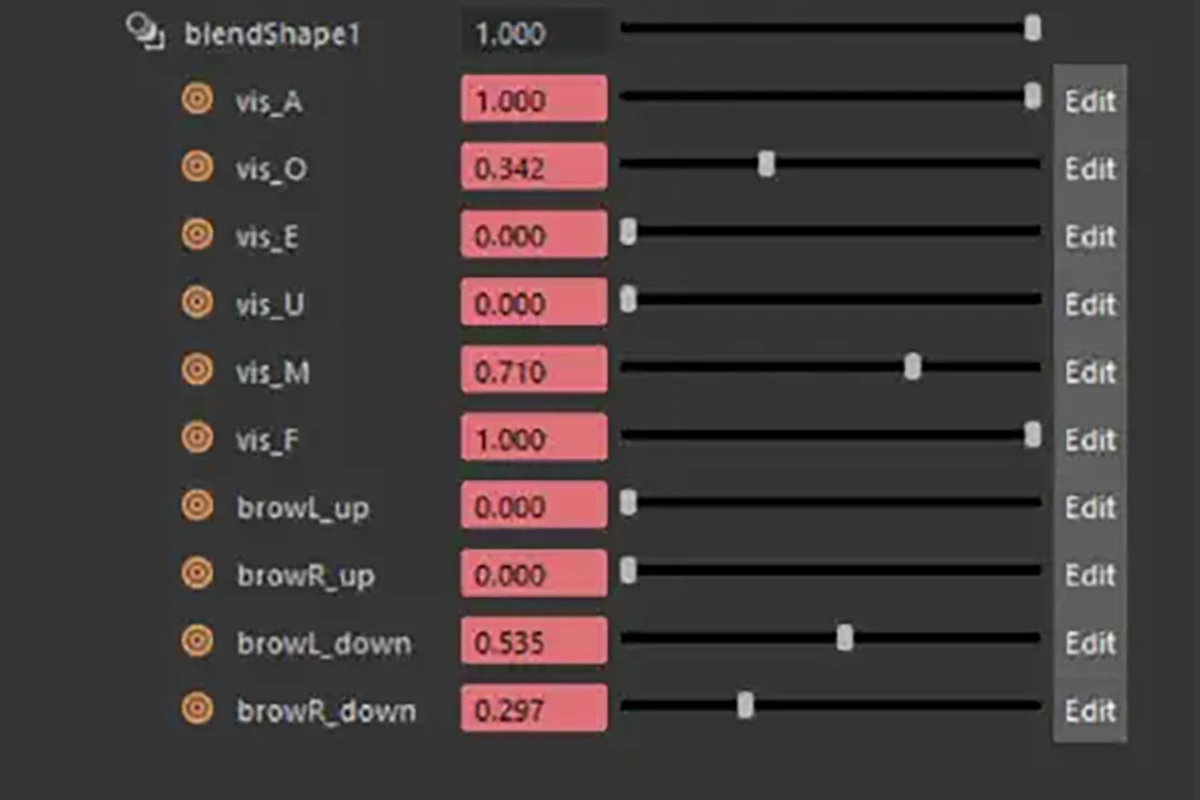 blendShape1 1.000
vis_A 1.000 Edit
vis_O 0.342 Edit
vis_E 0.000 Edit
vis_U 0.000 Edit
vis_M 0.710 Edit
vis_F 1.000 Edit
browL_up 0.000 Edit
browR_up 0.000 Edit
browL_down 0.535 Edit
browR_down 0.297 Edit